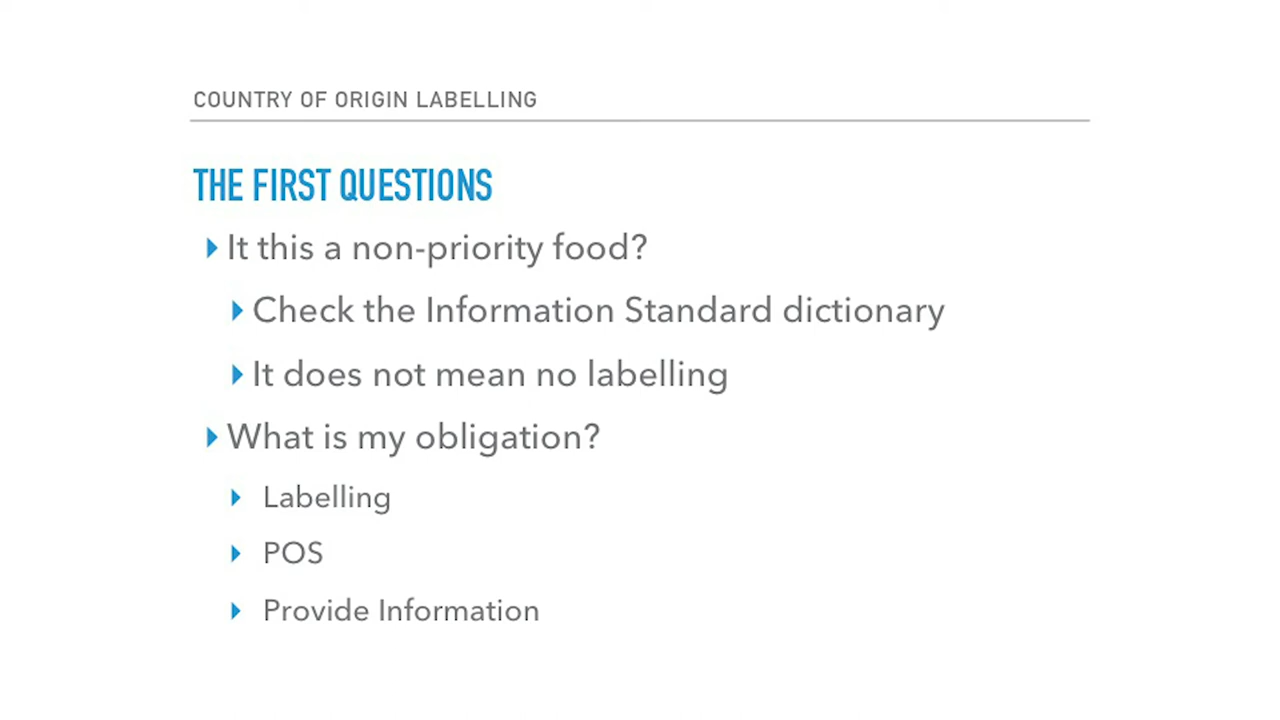 COUNTRY OF ORIGIN LABELLING
THE FIRST QUESTIONS
It this a non-priority food?
Check the Information Standard dictionary
It does not mean no labelling
What is my obligation?
Labelling
POS
Provide Information